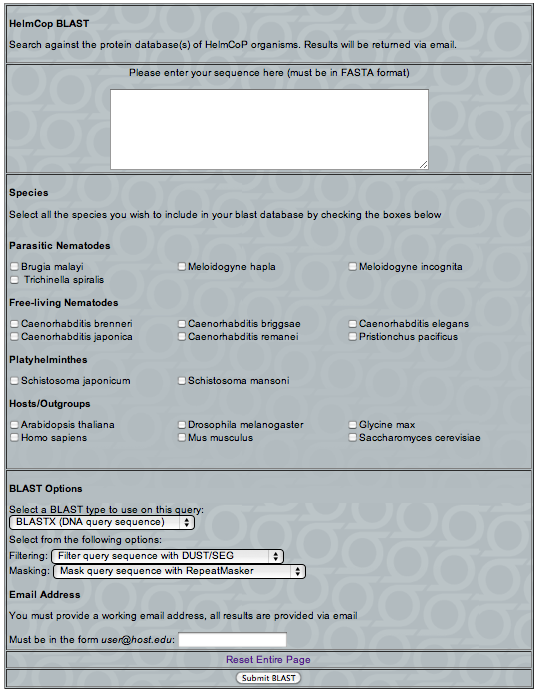 HelmCop BLAST
Search against the protein database(s) of HelmCoP organisms. Results will be returned via email.
Please enter your sequence here (must be in FASTA format)
Species
Select all the species you wish to include in your blast database by checking the boxes below
Parasitic Nematodes
Brugia malayi Meloidogyne hapla Meloidogyne incognita
Trichinella spiralis
Free-living Nematodes
Caenorhabditis brenneri Caenorhabditis briggsae Caenorhabditis elegans
Caenorhabditis japonica Caenorhabditis remanei Pristionchus pacificus
Platyhelminthes
Schistosoma japonicum Schistosoma mansoni
Hosts/Outgroups
Arabidopsis thaliana Drosophila melanogaster Glycine max
Homo sapiens Mus musculus Saccharomyces cerevisiae
BLAST Options
Select a BLAST type to use on this query:
BLASTX (DNA query sequence)
Select from the following options:
Filtering: Filter query sequence with DUST/SEG
Masking: Mask query sequence with RepeatMasker
Email Address
You must provide a working email address, all results are provided via email
Must be in the form user@host.edu:
Reset Entire Page
Submit BLAST